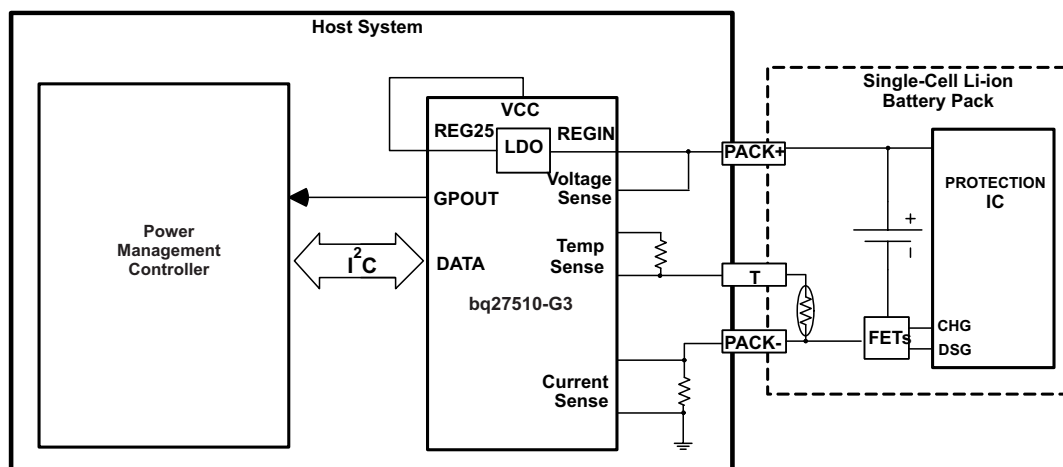 Host System
Single-Cell Li-ion
Battery Pack
VCC
REG25
LDO
REGIN
PACK+
PROTECTION
IC
Voltage
Sense
GPOUT
Power
Management
Controller
I2C
DATA
Temp
Sense
T
bq27510-G3
+
–
PACK-
FETs
CHG
DSG
Current
Sense